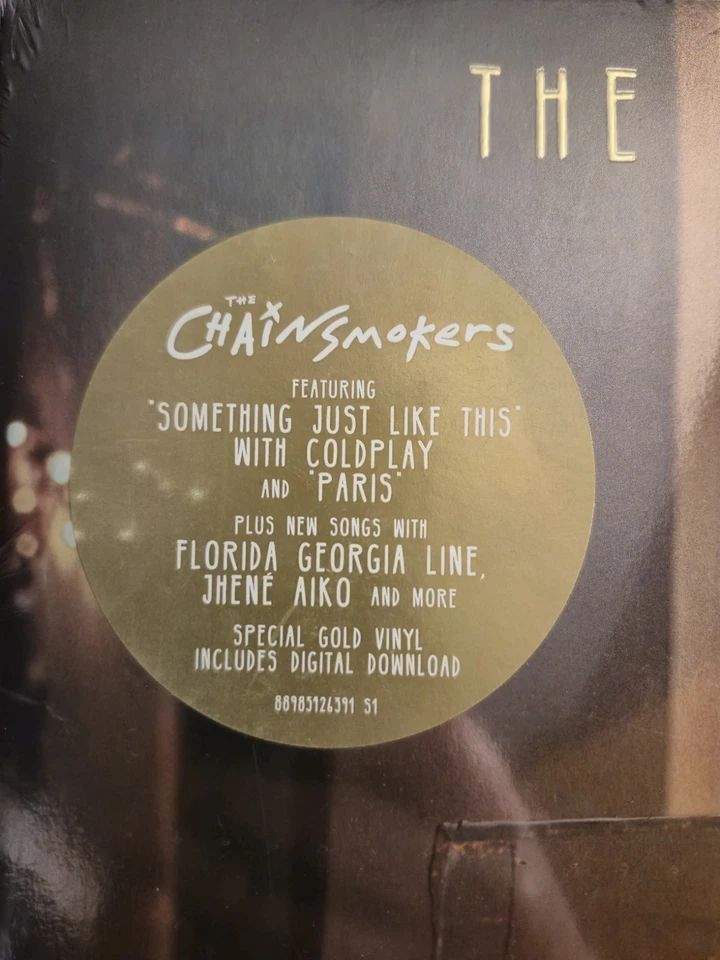 THE
THE
CHAINSMOKERS
FEATURING
"SOMETHING JUST LIKE THIS"
WITH COLDPLAY
AND "PARIS"
PLUS NEW SONGS WITH
FLORIDA GEORGIA LINE,
JHENÉ AIKO AND MORE
SPECIAL GOLD VINYL
INCLUDES DIGITAL DOWNLOAD
88985926391 S1